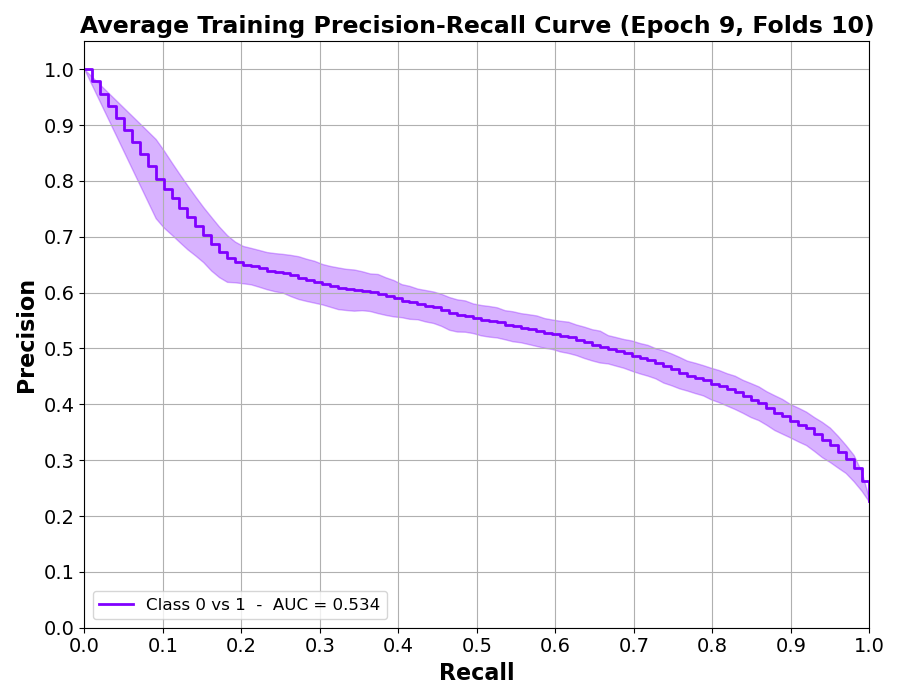 Average Training Precision-Recall Curve (Epoch 9, Folds 10)
Precision
1.0
0.9
0.8
0.7
0.6
0.5
0.4
0.3
0.2
0.1
0.0
Class 0 vs 1 - AUC = 0.534
0.0 0.1 0.2 0.3 0.4 0.5 0.6 0.7 0.8 0.9 1.0
Recall